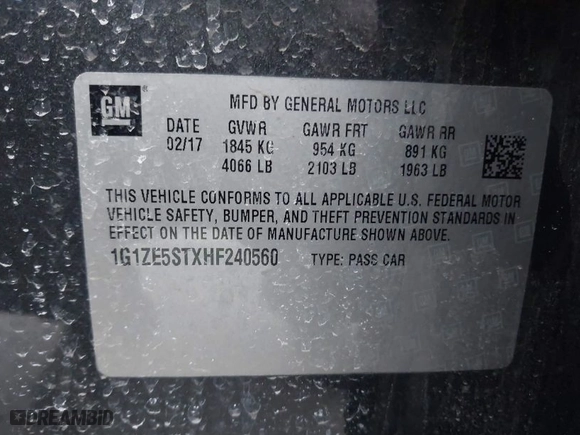 GM ®
MFD BY GENERAL MOTORS LLC
DATE GVWR GAWR FRT GAWR RR
02/17 1845 KG 954 KG 891 KG
4066 LB 2103 LB 1963 LB
THIS VEHICLE CONFORMS TO ALL APPLICABLE U.S. FEDERAL MOTOR
VEHICLE SAFETY, BUMPER, AND THEFT PREVENTION STANDARDS IN
EFFECT ON THE DATE OF MANUFACTURE SHOWN ABOVE.
1G1ZE5STXHF240560 TYPE: PASS CAR
DREAMBID